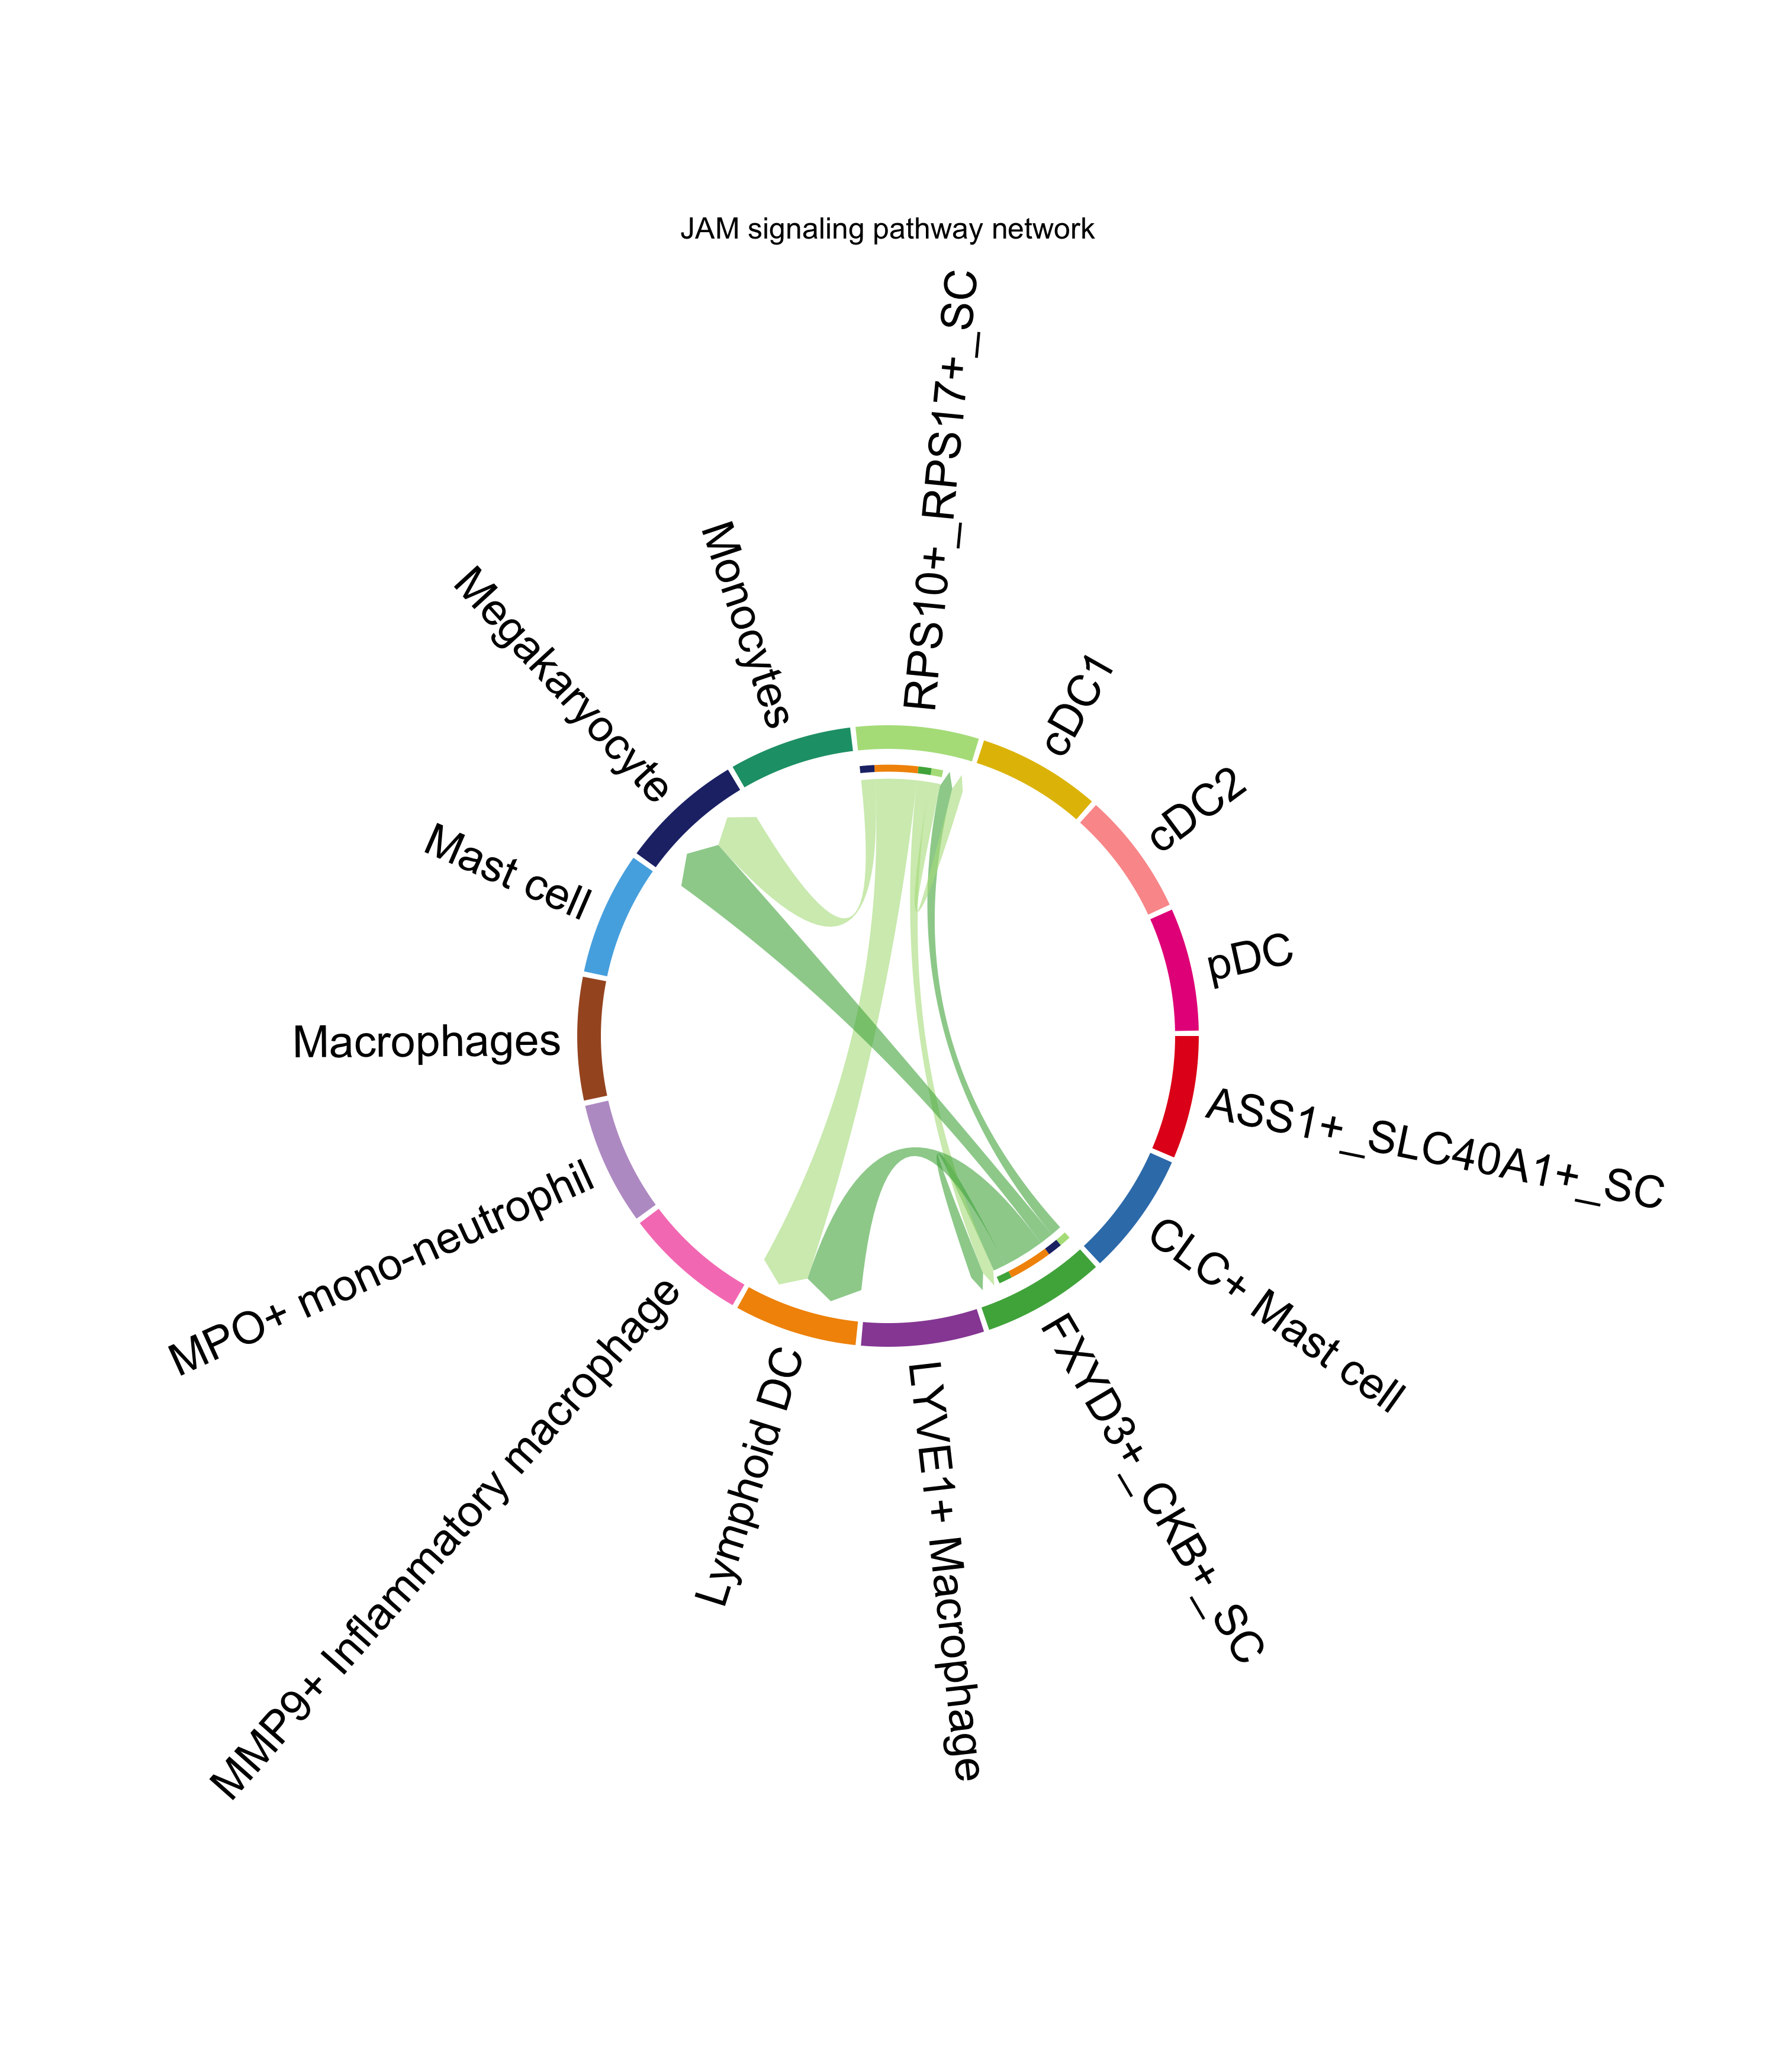 JAM signaling pathway network
RPS10+_RPS17+_SC
cDC1
cDC2
pDC
ASS1+_SLC40A1+_SC
CLC+ Mast cell
FXYD3+_CKB+_SC
LYVE1+ Macrophage
Lymphoid DC
MMP9+ Inflammatory macrophage
MPO+ mono-neutrophil
Macrophages
Mast cell
Megakaryocyte
Monocytes